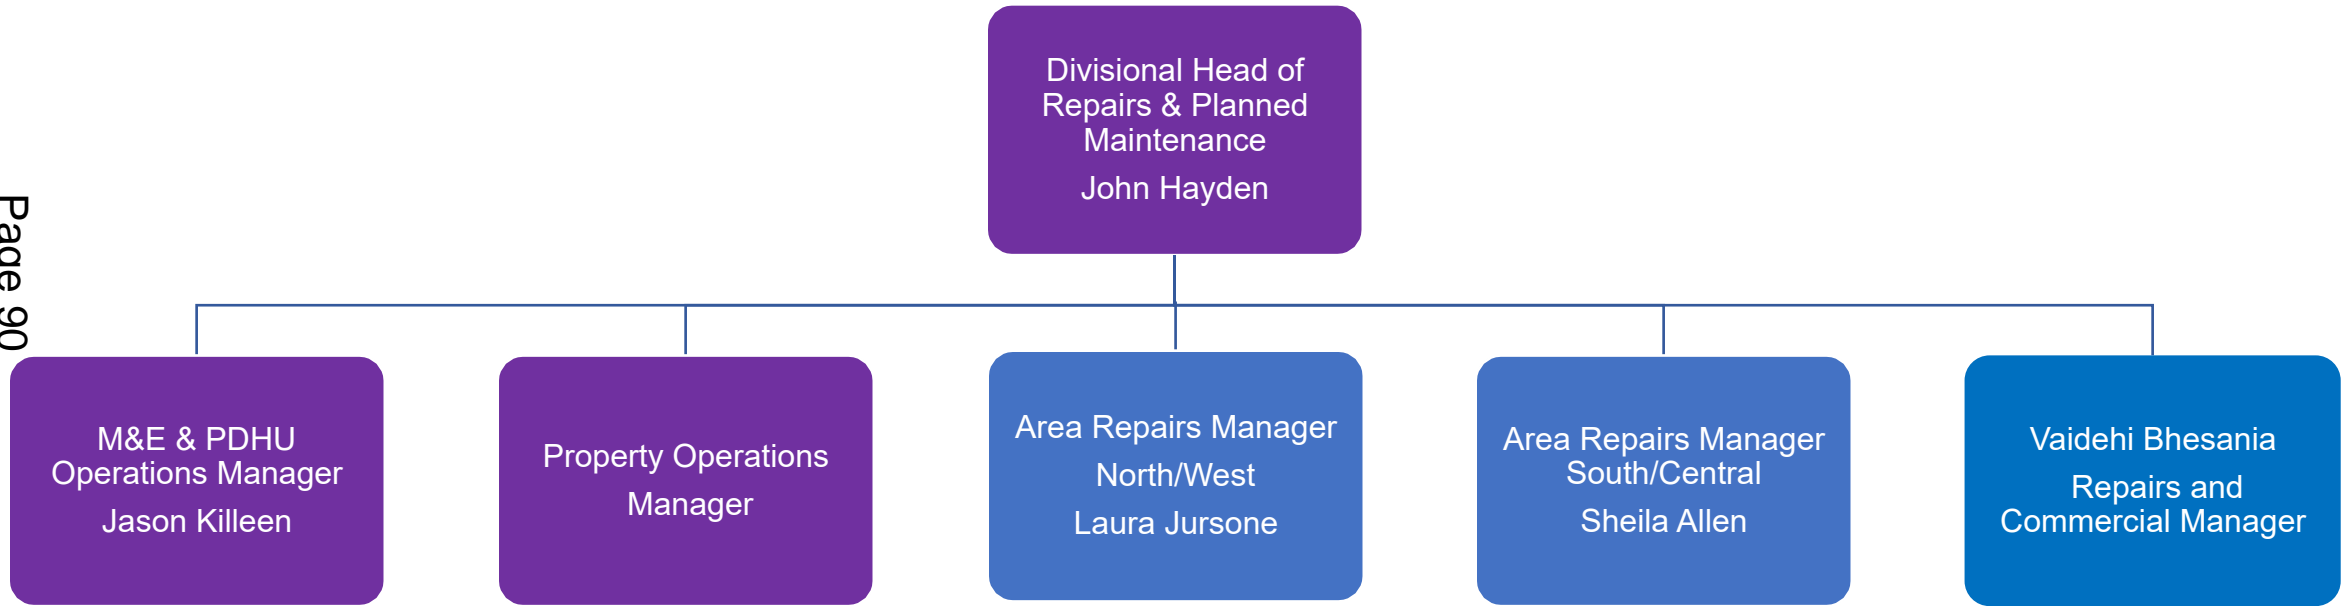 Divisional Head of
Repairs & Planned
Maintenance
John Hayden
Page 90
M&E & PDHU
Operations Manager
Jason Killeen
Property Operations
Manager
Area Repairs Manager
North/West
Laura Jursone
Area Repairs Manager
South/Central
Sheila Allen
Vaidehi Bhesania
Repairs and
Commercial Manager